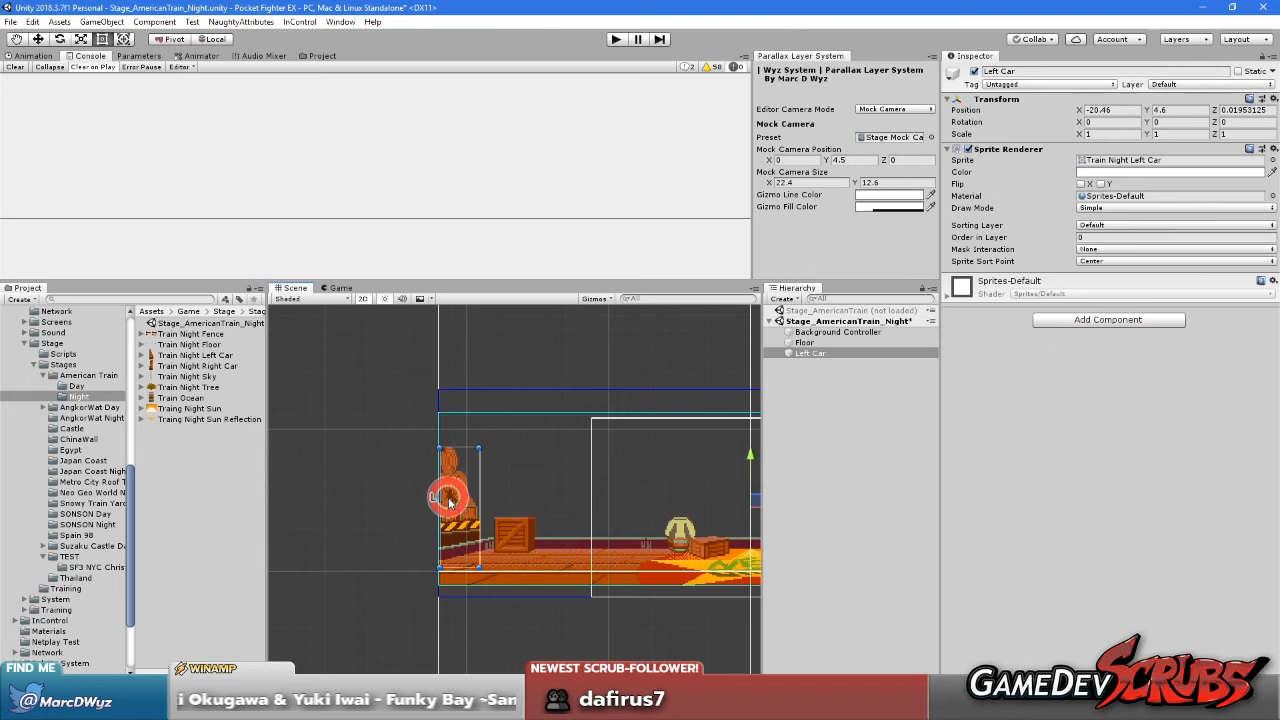 Unity 2018.3.7f1 Personal - Stage_AmericanTrain_Night.unity - Pocket Fighter EX - PC, Mac & Linux Standalone* <DX11>
File Edit Assets GameObject Component Test NaughtyAttributes InControl Window Help
Pivot Local Collab Account Layers Layout
Animation Console Parameters Animator Audio Mixer Project
Clear Collapse Clear on Play Error Pause Editor 2 58 0
Parallax Layer System
| Wyz System | Parallax Layer System
By Marc D Wyz
Editor Camera Mode Mock Camera
Mock Camera
Preset Stage Mock Ca
Mock Camera Position
X 0 Y 4.5 Z 0
Mock Camera Size
X 22.4 Y 12.6
Gizmo Line Color
Gizmo Fill Color
Inspector
Left Car Static
Tag Untagged Layer Default
Transform
Position X -20.46 Y 4.6 Z 0.01953125
Rotation X 0 Y 0 Z 0
Scale X 1 Y 1 Z 1
Sprite Renderer
Sprite Train Night Left Car
Color
Flip X Y
Material Sprites-Default
Draw Mode Simple
Sorting Layer Default
Order in Layer 0
Mask Interaction None
Sprite Sort Point Center
Sprites-Default
Shader Sprites/Default
Add Component
Project
Create
Network
Screens
Sound
Stage
Scripts
Stages
American Train
Day
Night
AngkorWat Day
AngkorWat Night
Castle
ChinaWall
Egypt
Japan Coast
Japan Coast Nigh
Metro City Roof T
Neo Geo World N
Snowy Train Yard
SONSON Day
SONSON Night
Spain 98
Suzaku Castle D
TEST
SF3 NYC Chris
Thailand
Training
System
Training
InControl
Materials
Netplay Test
Network
Assets Game Stage Stag
Stage_AmericanTrain_Night
Train Night Fence
Train Night Floor
Train Night Left Car
Train Night Right Car
Train Night Sky
Train Night Tree
Train Ocean
Traing Night Sun
Traing Night Sun Reflection
Scene Game
Shaded 2D Gizmos All
Hierarchy
Create All
Stage_AmericanTrain (not loaded)
Stage_AmericanTrain_Night*
Background Controller
Floor
Left Car
L
FIND ME
@MarcDWyz
WINAMP
i Okugawa & Yuki Iwai - Funky Bay ~San
NEWEST SCRUB-FOLLOWER!
dafirus7
GAMEDEV SCRUBS